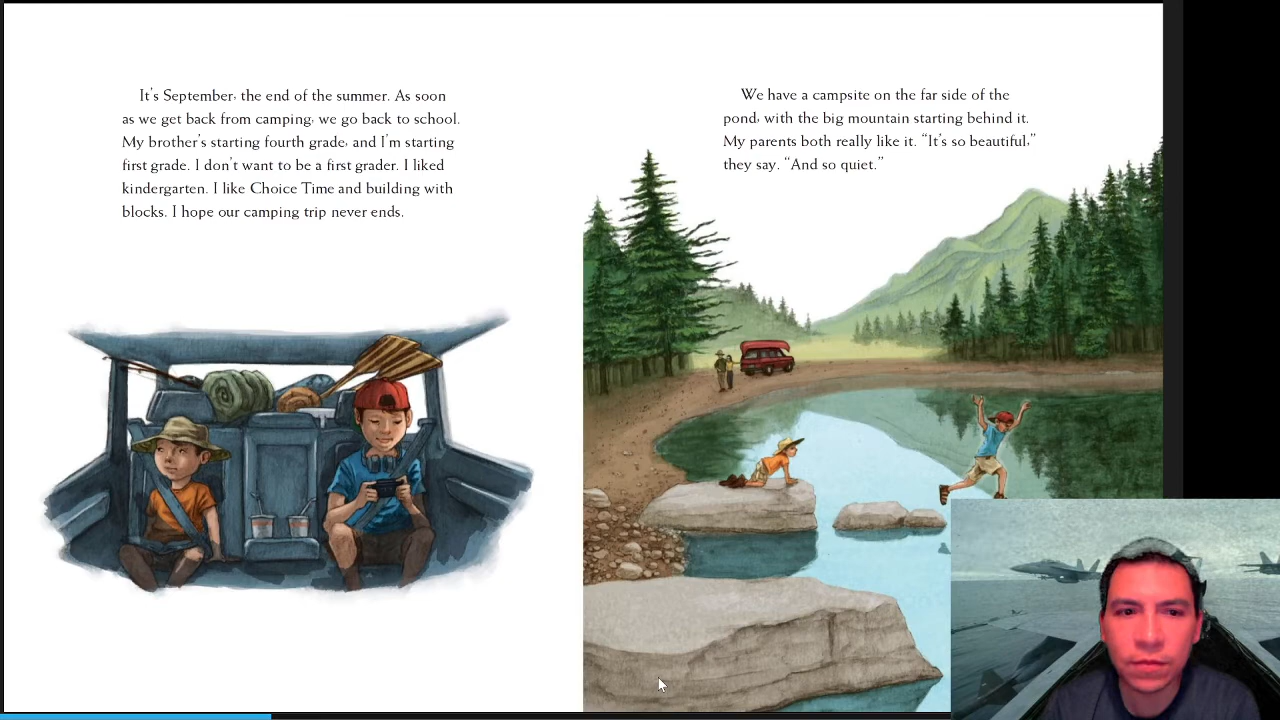 It's September, the end of the summer. As soon
as we get back from camping, we go back to school.
My brother's starting fourth grade, and I'm starting
first grade. I don't want to be a first grader. I liked
kindergarten. I like Choice Time and building with
blocks. I hope our camping trip never ends.
We have a campsite on the far side of the
pond, with the big mountain starting behind it.
My parents both really like it. “It's so beautiful,”
they say. “And so quiet.”